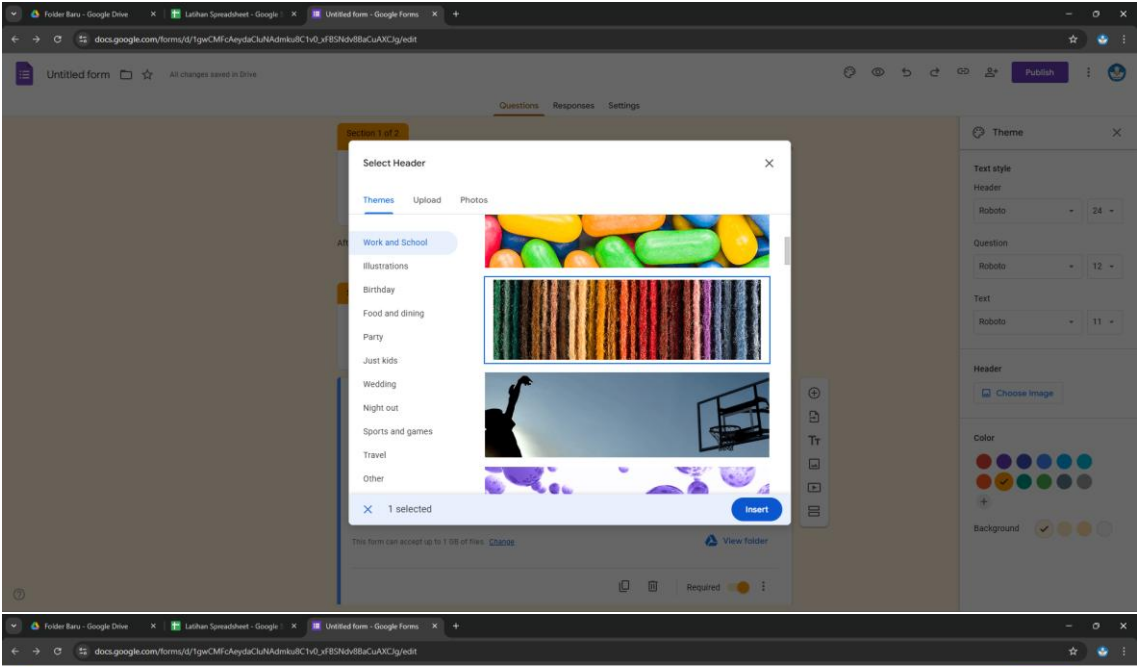 Folder Baru - Google Drive
Latihan Spreadsheet - Google
Untitled form - Google Forms
docs.google.com/forms/d/1gwCMFcAeydaCluNAdmku8C1v0_xFBSNdv8BaCuAXCJg/edit
Untitled form
All changes saved in Drive
Publish
Questions Responses Settings
Section 1 of 2
Theme
Select Header
Themes Upload Photos
Work and School
Illustrations
Birthday
Food and dining
Party
Just kids
Wedding
Night out
Sports and games
Travel
Other
1 selected
Insert
This form can accept up to 1 GB of files. Change
View folder
Required
Text style
Header
Roboto 24
Question
Roboto 12
Text
Roboto 11
Header
Choose Image
Color
Background
Folder Baru - Google Drive
Latihan Spreadsheet - Google
Untitled form - Google Forms
docs.google.com/forms/d/1gwCMFcAeydaCluNAdmku8C1v0_xFBSNdv8BaCuAXCJg/edit